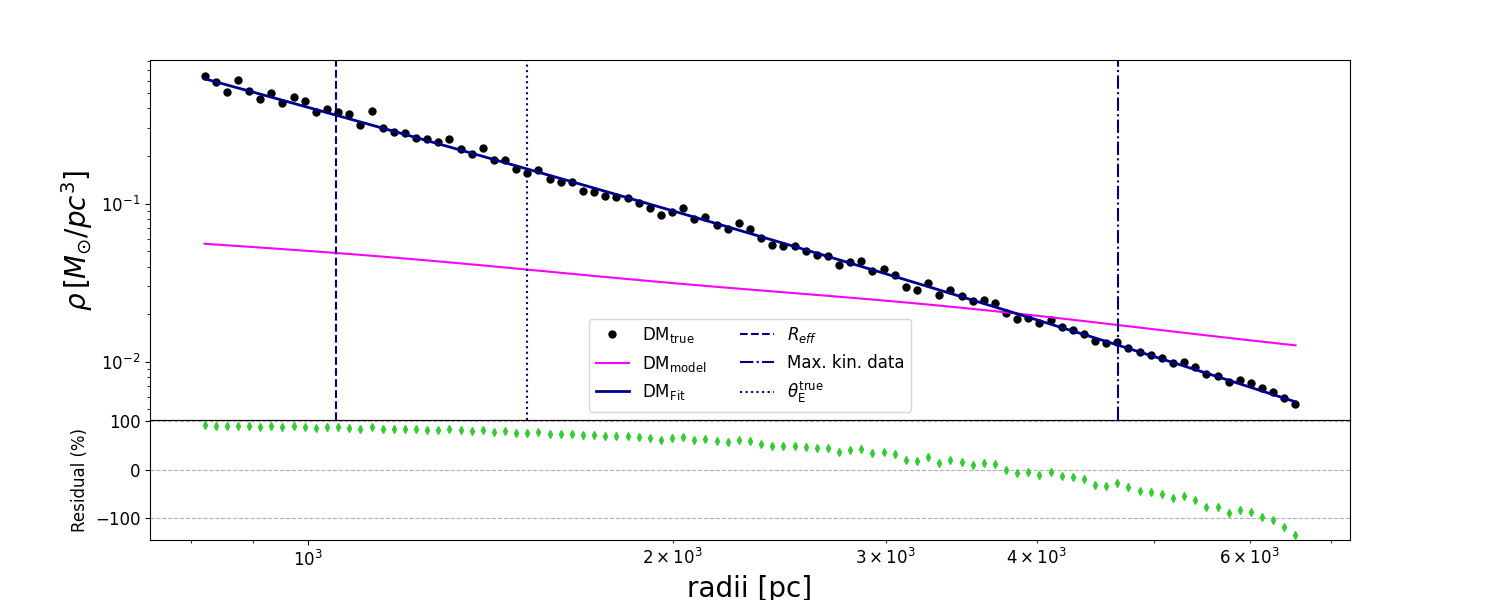 ρ [M⊙/pc³]
10⁻¹
10⁻²
DM_true
DM_model
DM_Fit
R_eff
Max. kin. data
θ_E^true
Residual (%)
100
0
−100
10³
2 × 10³
3 × 10³
4 × 10³
6 × 10³
radii [pc]